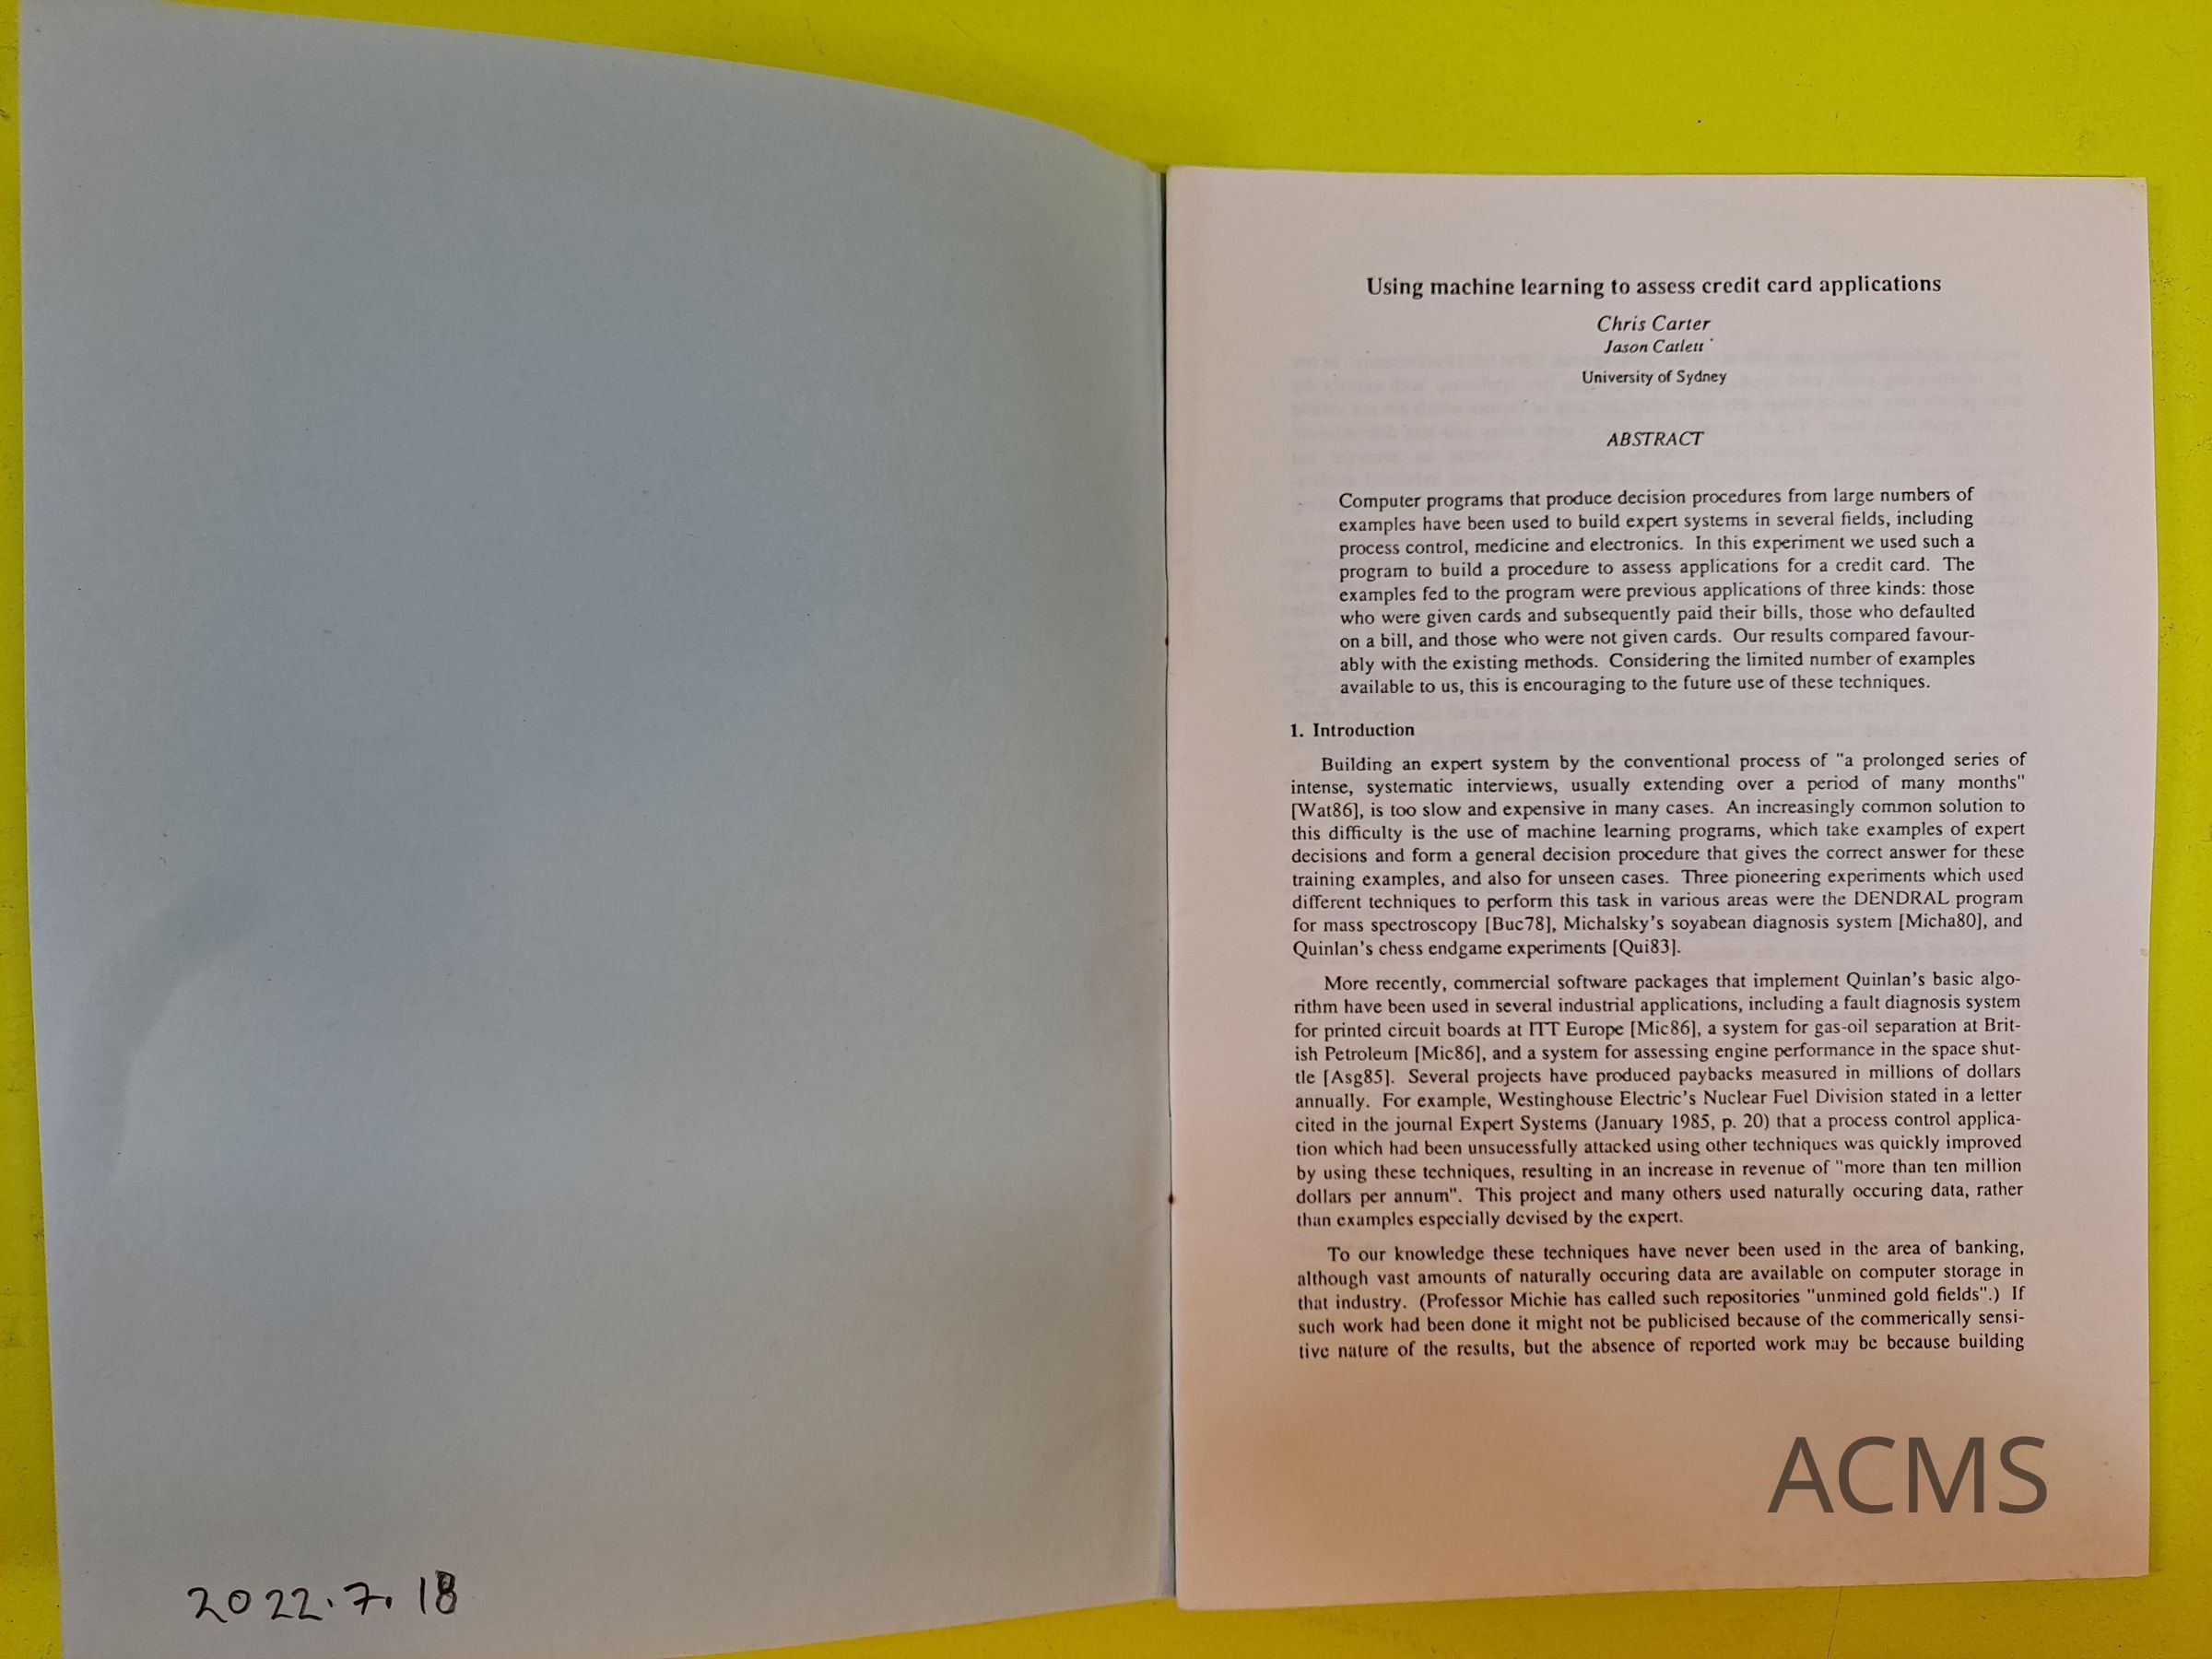 2022.7.18
Using machine learning to assess credit card applications
Chris Carter
Jason Catlett *
University of Sydney
ABSTRACT
Computer programs that produce decision procedures from large numbers of
examples have been used to build expert systems in several fields, including
process control, medicine and electronics. In this experiment we used such a
program to build a procedure to assess applications for a credit card. The
examples fed to the program were previous applications of three kinds: those
who were given cards and subsequently paid their bills, those who defaulted
on a bill, and those who were not given cards. Our results compared favour-
ably with the existing methods. Considering the limited number of examples
available to us, this is encouraging to the future use of these techniques.
1. Introduction
Building an expert system by the conventional process of "a prolonged series of
intense, systematic interviews, usually extending over a period of many months"
[Wat86], is too slow and expensive in many cases. An increasingly common solution to
this difficulty is the use of machine learning programs, which take examples of expert
decisions and form a general decision procedure that gives the correct answer for these
training examples, and also for unseen cases. Three pioneering experiments which used
different techniques to perform this task in various areas were the DENDRAL program
for mass spectroscopy [Buc78], Michalsky's soyabean diagnosis system [Micha80], and
Quinlan's chess endgame experiments [Qui83].
More recently, commercial software packages that implement Quinlan's basic algo-
rithm have been used in several industrial applications, including a fault diagnosis system
for printed circuit boards at ITT Europe [Mic86], a system for gas-oil separation at Brit-
ish Petroleum [Mic86], and a system for assessing engine performance in the space shut-
tle [Asg85]. Several projects have produced paybacks measured in millions of dollars
annually. For example, Westinghouse Electric's Nuclear Fuel Division stated in a letter
cited in the journal Expert Systems (January 1985, p. 20) that a process control applica-
tion which had been unsucessfully attacked using other techniques was quickly improved
by using these techniques, resulting in an increase in revenue of "more than ten million
dollars per annum". This project and many others used naturally occuring data, rather
than examples especially devised by the expert.
To our knowledge these techniques have never been used in the area of banking,
although vast amounts of naturally occuring data are available on computer storage in
that industry. (Professor Michie has called such repositories "unmined gold fields".) If
such work had been done it might not be publicised because of the commerically sensi-
tive nature of the results, but the absence of reported work may be because building
ACMS